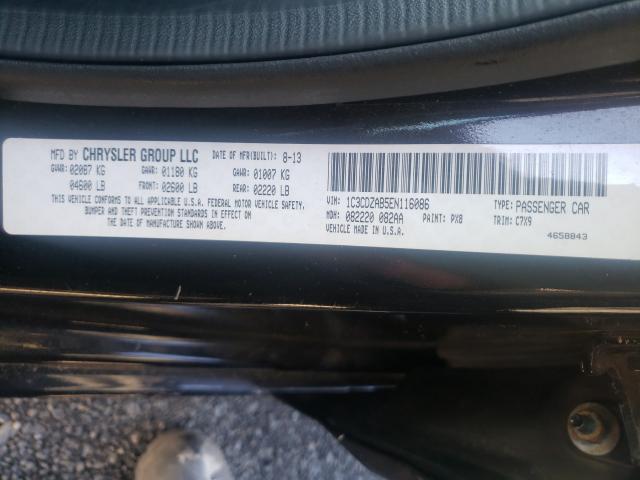 MFD BY CHRYSLER GROUP LLC DATE OF MFR(BUILT): 8-13
GVWR: 02087 KG GAWR: 01180 KG GAWR: 01007 KG
04600 LB FRONT: 02600 LB REAR: 02220 LB
THIS VEHICLE CONFORMS TO ALL APPLICABLE U.S.A. FEDERAL MOTOR VEHICLE SAFETY,
BUMPER AND THEFT PREVENTION STANDARDS IN EFFECT ON
THE DATE OF MANUFACTURE SHOWN ABOVE.
VIN: 1C3CDZAB5EN116086 TYPE: PASSENGER CAR
MDH: 082220 082AA PAINT: PX8 TRIM: C7X9
VEHICLE MADE IN U.S.A. 4658843